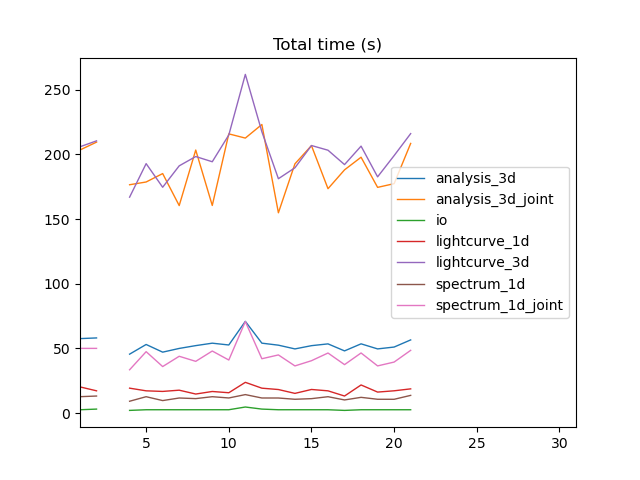 Total time (s)
250
200
150
100
50
0
5
10
15
20
25
30
analysis_3d
analysis_3d_joint
io
lightcurve_1d
lightcurve_3d
spectrum_1d
spectrum_1d_joint